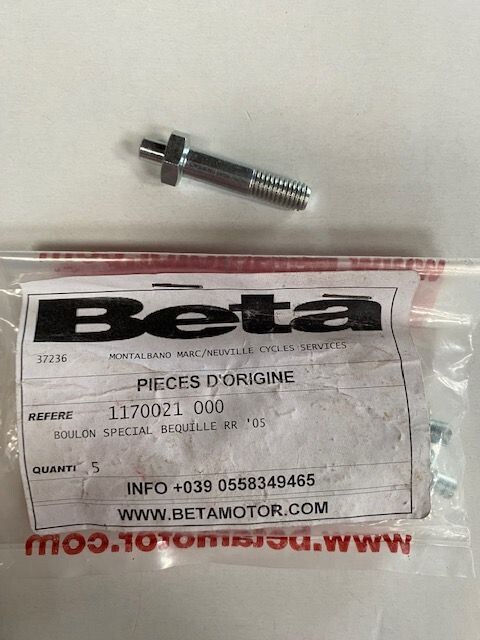 Beta
37236 MONTALBANO MARC/NEUVILLE CYCLES SERVICES
PIECES D'ORIGINE
REFERE 1170021 000
BOULON SPECIAL BEQUILLE RR '05
QUANTI 5
INFO +039 0558349465
WWW.BETAMOTOR.COM
www.betamotor.com